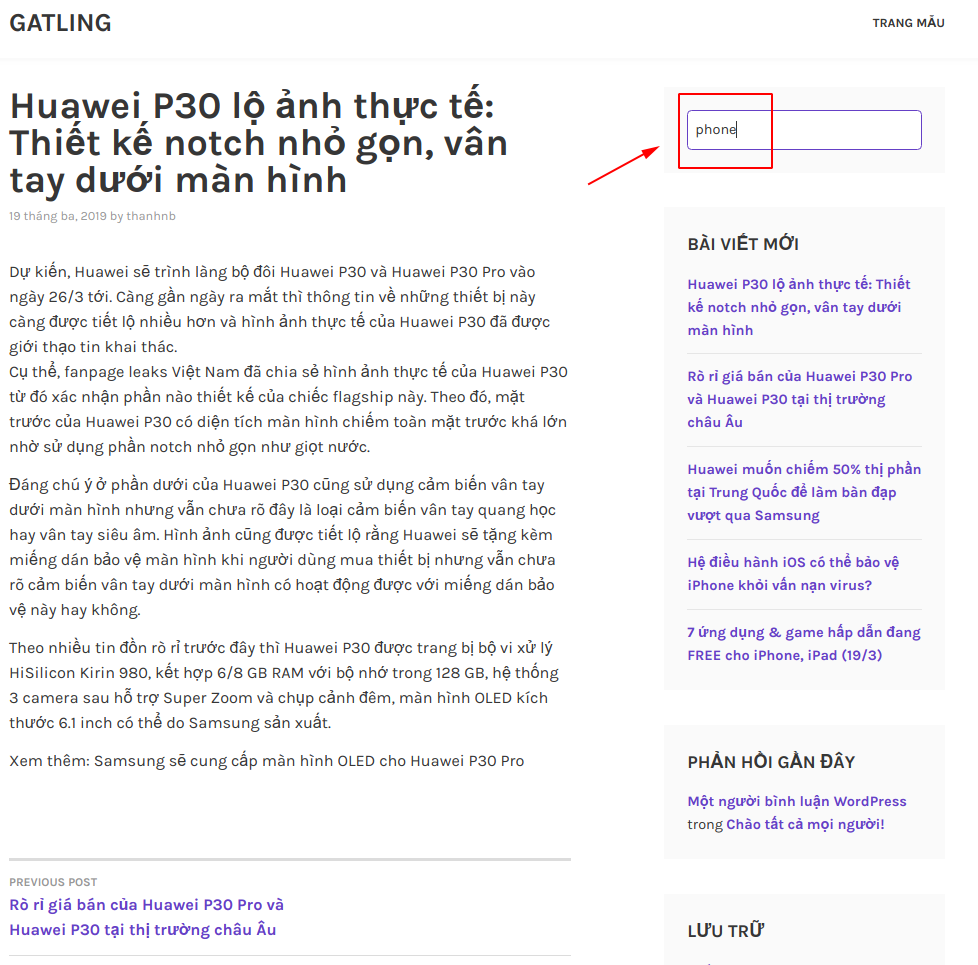 GATLING
TRANG MẪU
Huawei P30 lộ ảnh thực tế:
Thiết kế notch nhỏ gọn, vân
tay dưới màn hình
19 tháng ba, 2019 by thanhnb
Dự kiến, Huawei sẽ trình làng bộ đôi Huawei P30 và Huawei P30 Pro vào
ngày 26/3 tới. Càng gần ngày ra mắt thì thông tin về những thiết bị này
càng được tiết lộ nhiều hơn và hình ảnh thực tế của Huawei P30 đã được
giới thạo tin khai thác.
Cụ thể, fanpage leaks Việt Nam đã chia sẻ hình ảnh thực tế của Huawei P30
từ đó xác nhận phần nào thiết kế của chiếc flagship này. Theo đó, mặt
trước của Huawei P30 có diện tích màn hình chiếm toàn mặt trước khá lớn
nhờ sử dụng phần notch nhỏ gọn như giọt nước.
Đáng chú ý ở phần dưới của Huawei P30 cũng sử dụng cảm biến vân tay
dưới màn hình nhưng vẫn chưa rõ đây là loại cảm biến vân tay quang học
hay vân tay siêu âm. Hình ảnh cũng được tiết lộ rằng Huawei sẽ tặng kèm
miếng dán bảo vệ màn hình khi người dùng mua thiết bị nhưng vẫn chưa
rõ cảm biến vân tay dưới màn hình có hoạt động được với miếng dán bảo
vệ này hay không.
Theo nhiều tin đồn rò rỉ trước đây thì Huawei P30 được trang bị bộ vi xử lý
HiSilicon Kirin 980, kết hợp 6/8 GB RAM với bộ nhớ trong 128 GB, hệ thống
3 camera sau hỗ trợ Super Zoom và chụp cảnh đêm, màn hình OLED kích
thước 6.1 inch có thể do Samsung sản xuất.
Xem thêm: Samsung sẽ cung cấp màn hình OLED cho Huawei P30 Pro
PREVIOUS POST
Rò rỉ giá bán của Huawei P30 Pro và
Huawei P30 tại thị trường châu Âu
phone
BÀI VIẾT MỚI
Huawei P30 lộ ảnh thực tế: Thiết
kế notch nhỏ gọn, vân tay dưới
màn hình
Rò rỉ giá bán của Huawei P30 Pro
và Huawei P30 tại thị trường
châu Âu
Huawei muốn chiếm 50% thị phần
tại Trung Quốc để làm bàn đạp
vượt qua Samsung
Hệ điều hành iOS có thể bảo vệ
iPhone khỏi vấn nạn virus?
7 ứng dụng & game hấp dẫn đang
FREE cho iPhone, iPad (19/3)
PHẢN HỒI GẦN ĐÂY
Một người bình luận WordPress
trong Chào tất cả mọi người!
LƯU TRỮ